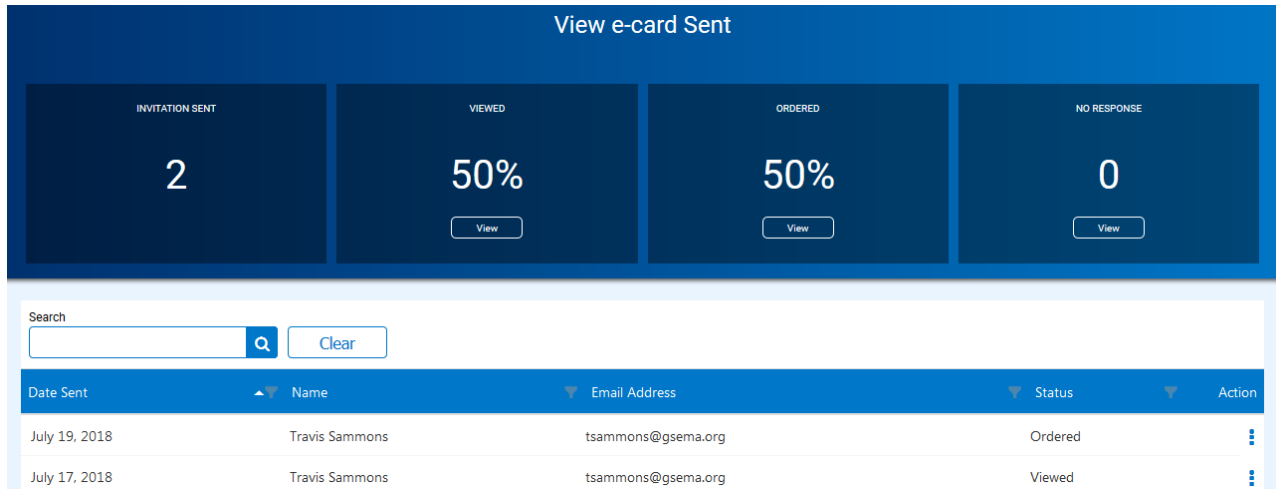 View e-card Sent
INVITATION SENT
2
VIEWED
50%
View
ORDERED
50%
View
NO RESPONSE
0
View
Search
Clear
Date Sent Name Email Address Status Action
July 19, 2018 Travis Sammons tsammons@gsema.org Ordered
July 17, 2018 Travis Sammons tsammons@gsema.org Viewed